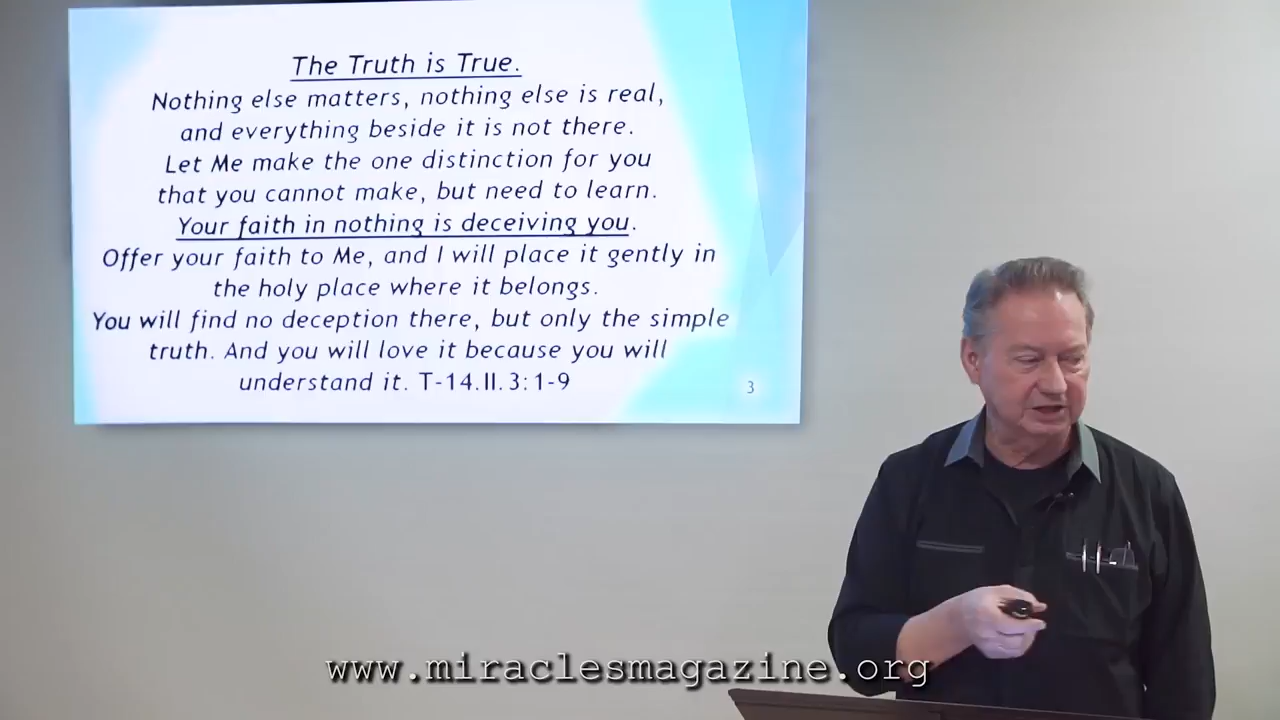 The Truth is True.
Nothing else matters, nothing else is real,
and everything beside it is not there.
Let Me make the one distinction for you
that you cannot make, but need to learn.
Your faith in nothing is deceiving you.
Offer your faith to Me, and I will place it gently in
the holy place where it belongs.
You will find no deception there, but only the simple
truth. And you will love it because you will
understand it. T-14.II.3:1-9
3
www.miraclesmagazine.org